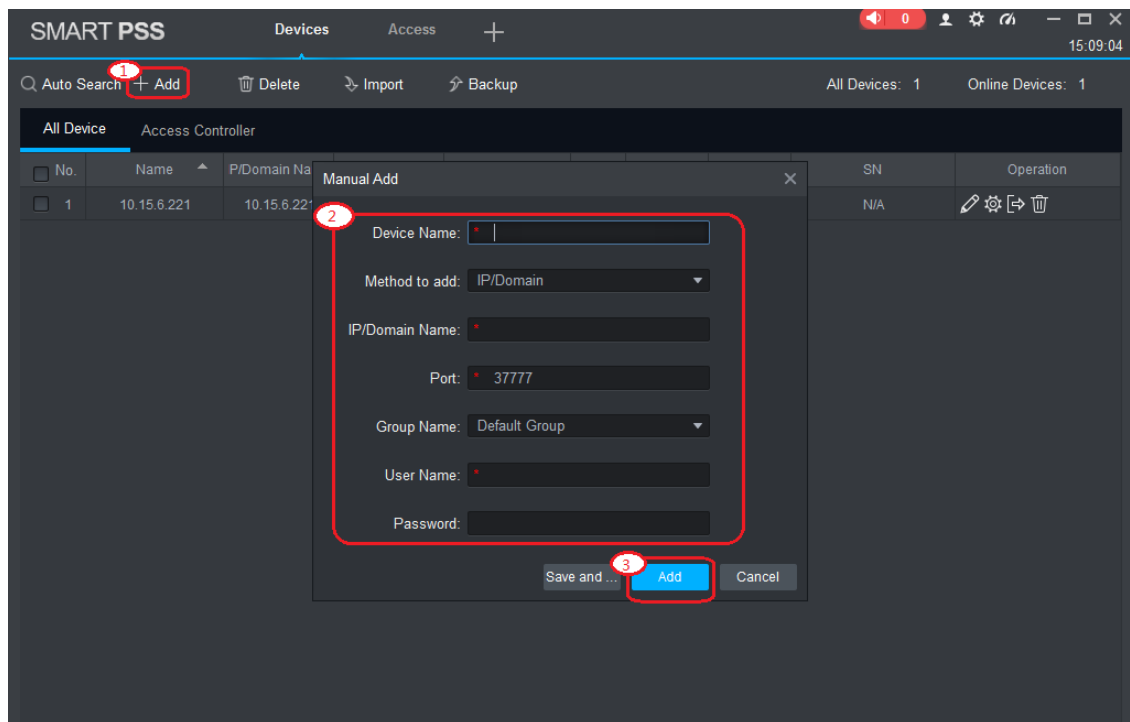 SMART PSS
Devices
Access
0
15:09:04
Auto Search
1
Add
Delete
Import
Backup
All Devices: 1
Online Devices: 1
All Device
Access Controller
No.
Name
P/Domain Na
SN
Operation
1
10.15.6.221
10.15.6.221
N/A
Manual Add
2
Device Name: *
Method to add: IP/Domain
IP/Domain Name: *
Port: * 37777
Group Name: Default Group
User Name: *
Password:
Save and ...
3
Add
Cancel